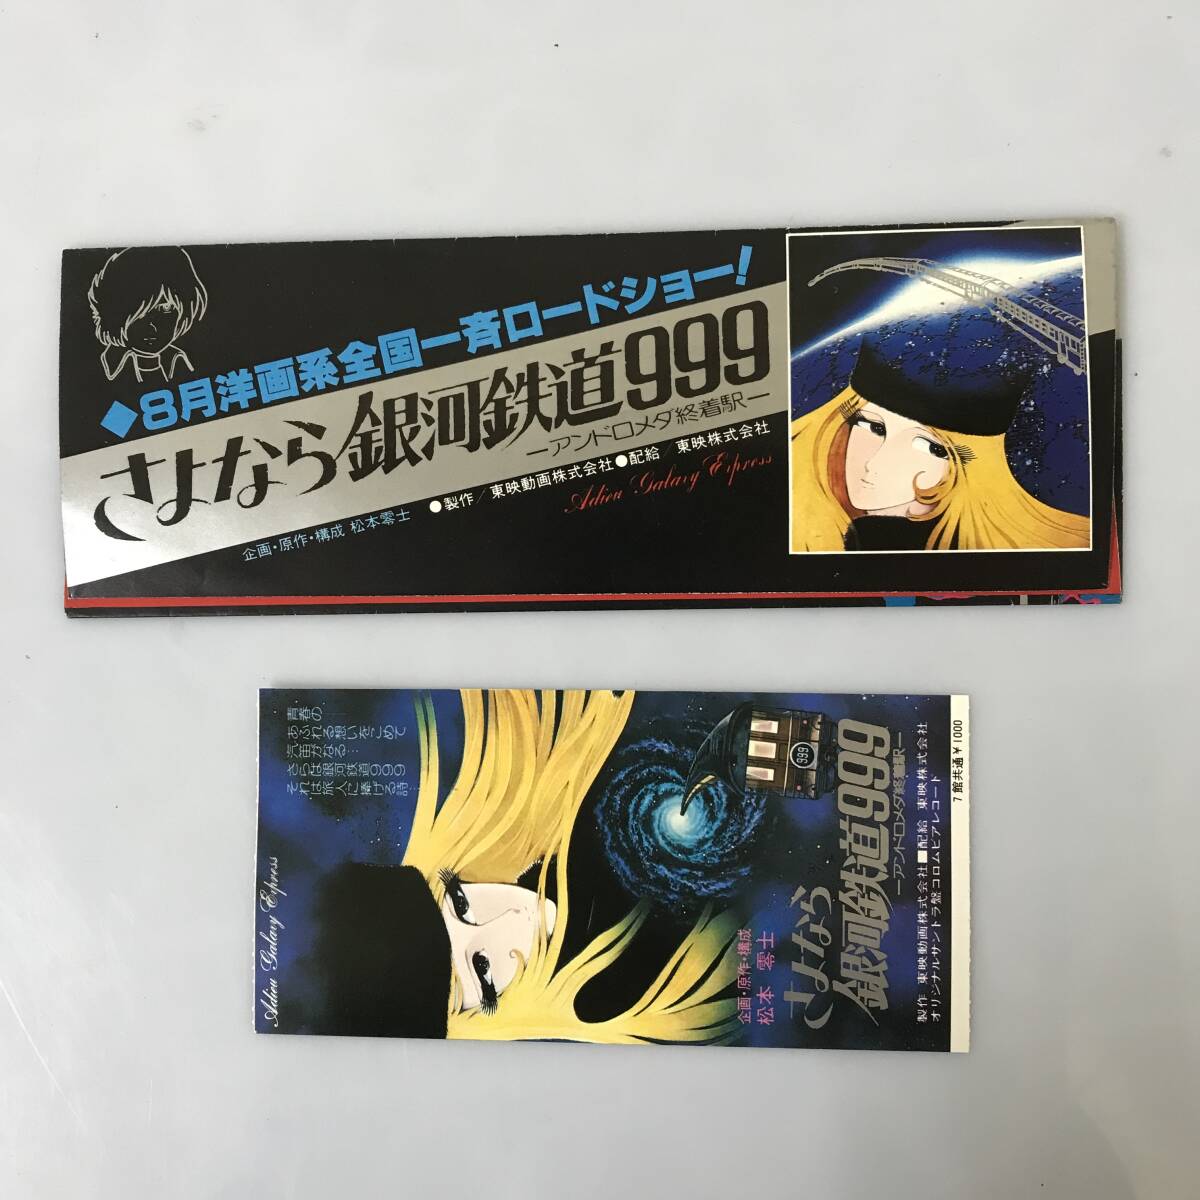 ◆8月洋画系全国一斉ロードショー!
さよなら銀河鉄道999
―アンドロメダ終着駅―
企画・原作・構成 松本零士
●製作/東映動画株式会社●配給/東映株式会社
Adieu Galaxy Express
青春の
あふれる想いをこめて
汽笛がなる…
さらば銀河鉄道999
それは旅人に捧げる詩…
Adieu Galaxy Express
999
企画・原作・構成
松本 零士
さよなら
銀河鉄道999
―アンドロメダ終着駅―
製作 東映動画株式会社■配給 東映株式会社
オリジナルサントラ盤コロムビアレコード
7館共通¥1000